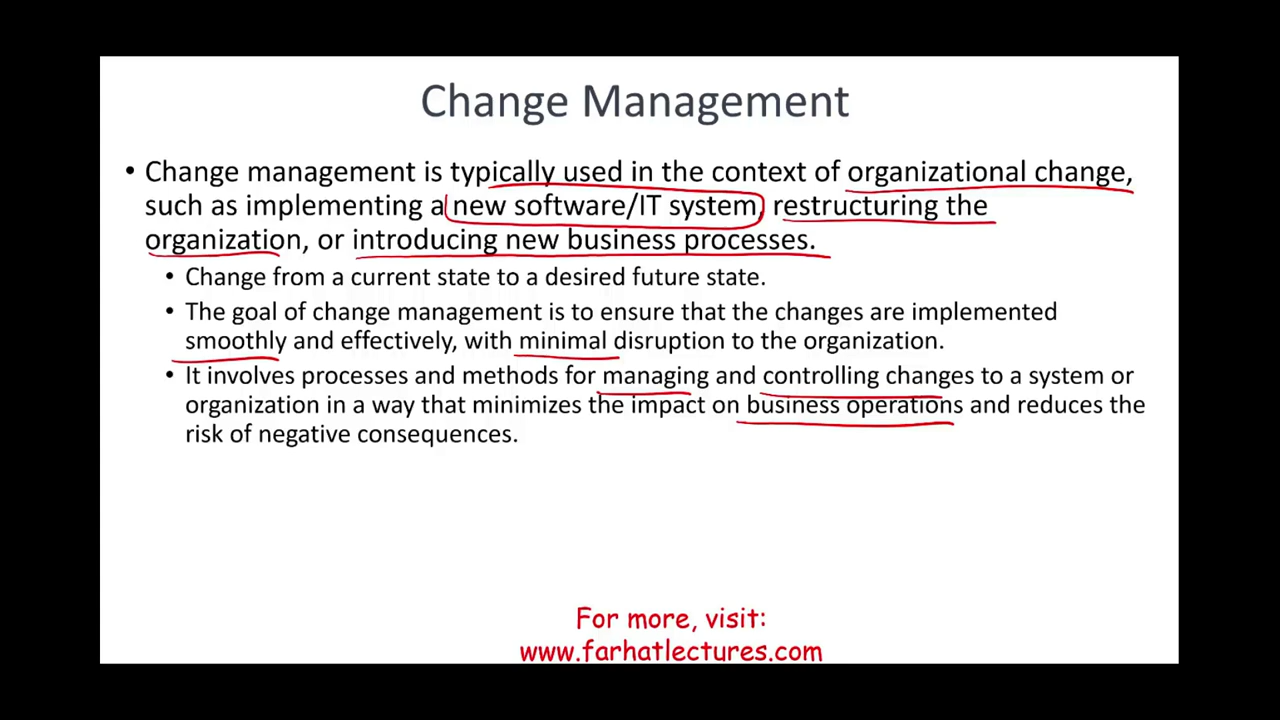 Change Management
• Change management is typically used in the context of organizational change,
such as implementing a new software/IT system, restructuring the
organization, or introducing new business processes.
• Change from a current state to a desired future state.
• The goal of change management is to ensure that the changes are implemented
smoothly and effectively, with minimal disruption to the organization.
• It involves processes and methods for managing and controlling changes to a system or
organization in a way that minimizes the impact on business operations and reduces the
risk of negative consequences.
For more, visit:
www.farhatlectures.com